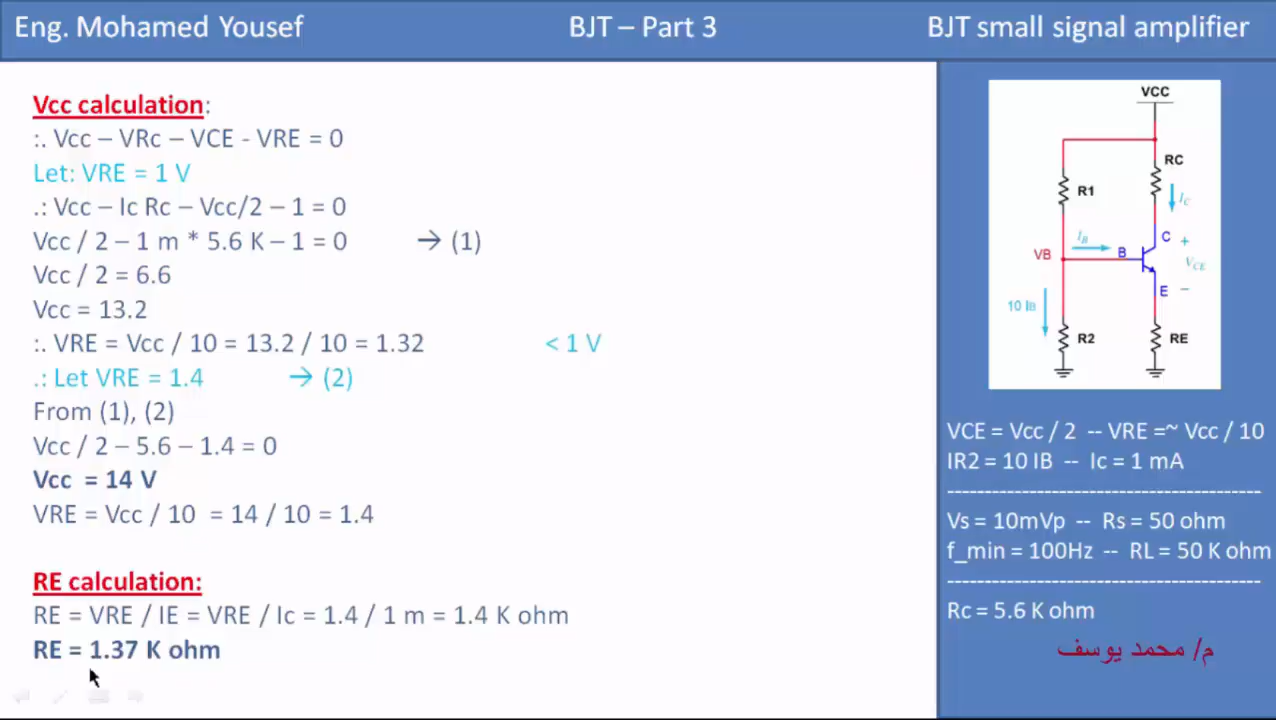 Eng. Mohamed Yousef
BJT – Part 3
BJT small signal amplifier
Vcc calculation:
:. Vcc – VRc – VCE - VRE = 0
Let: VRE = 1 V
.: Vcc – Ic Rc – Vcc/2 – 1 = 0
Vcc / 2 – 1 m * 5.6 K – 1 = 0 → (1)
Vcc / 2 = 6.6
Vcc = 13.2
:. VRE = Vcc / 10 = 13.2 / 10 = 1.32 < 1 V
.: Let VRE = 1.4 → (2)
From (1), (2)
Vcc / 2 – 5.6 – 1.4 = 0
Vcc = 14 V
VRE = Vcc / 10 = 14 / 10 = 1.4
RE calculation:
RE = VRE / IE = VRE / Ic = 1.4 / 1 m = 1.4 K ohm
RE = 1.37 K ohm
VCC
RC
R1
IC
IB
C
+
VB
B
VCE
E
–
10 IB
R2
RE
VCE = Vcc / 2 -- VRE =~ Vcc / 10
IR2 = 10 IB -- Ic = 1 mA
------------------------------------------
Vs = 10mVp -- Rs = 50 ohm
f_min = 100Hz -- RL = 50 K ohm
------------------------------------------
Rc = 5.6 K ohm
م/ محمد يوسف